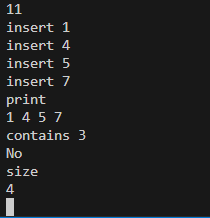 11
insert 1
insert 4
insert 5
insert 7
print
1 4 5 7
contains 3
No
size
4